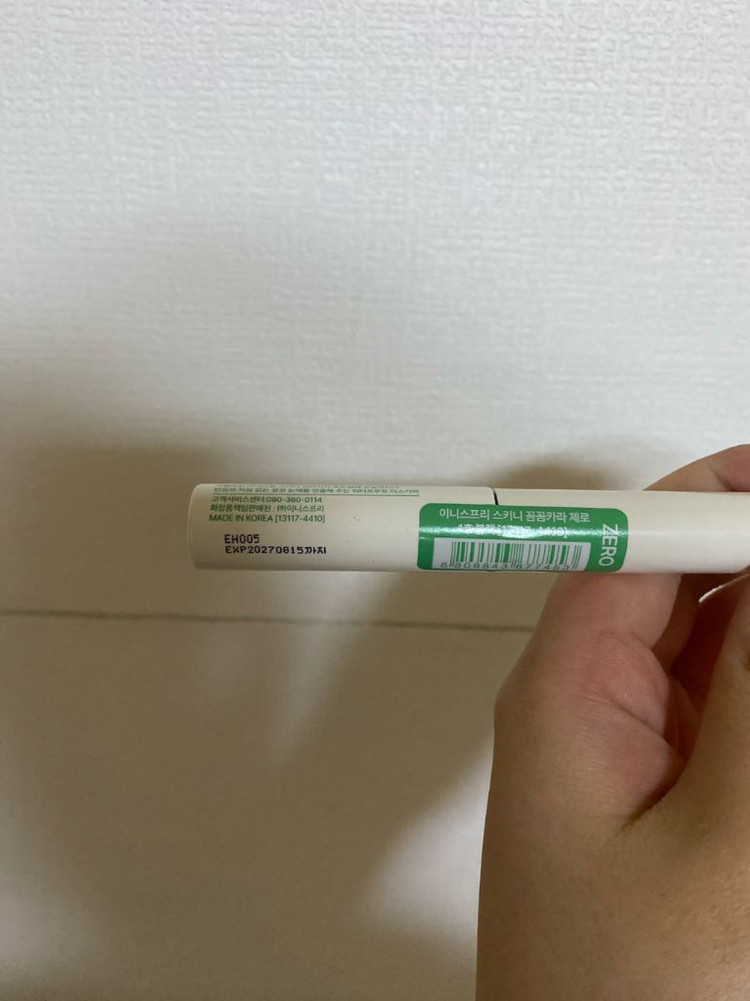 고객서비스센터:080-380-0114
화장품책임판매원 : ㈜이니스프리
MADE IN KOREA [13117-4410]
EH005
EXP20270815까지
이니스프리 스키니 꼼꼼카라 제로
[13117-4410]
ZERO